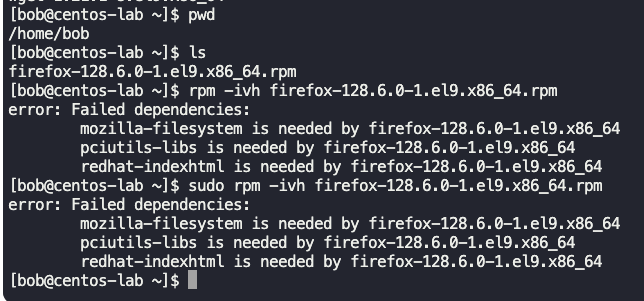 [bob@centos-lab ~]$ pwd
/home/bob
[bob@centos-lab ~]$ ls
firefox-128.6.0-1.el9.x86_64.rpm
[bob@centos-lab ~]$ rpm -ivh firefox-128.6.0-1.el9.x86_64.rpm
error: Failed dependencies:
        mozilla-filesystem is needed by firefox-128.6.0-1.el9.x86_64
        pciutils-libs is needed by firefox-128.6.0-1.el9.x86_64
        redhat-indexhtml is needed by firefox-128.6.0-1.el9.x86_64
[bob@centos-lab ~]$ sudo rpm -ivh firefox-128.6.0-1.el9.x86_64.rpm
error: Failed dependencies:
        mozilla-filesystem is needed by firefox-128.6.0-1.el9.x86_64
        pciutils-libs is needed by firefox-128.6.0-1.el9.x86_64
        redhat-indexhtml is needed by firefox-128.6.0-1.el9.x86_64
[bob@centos-lab ~]$